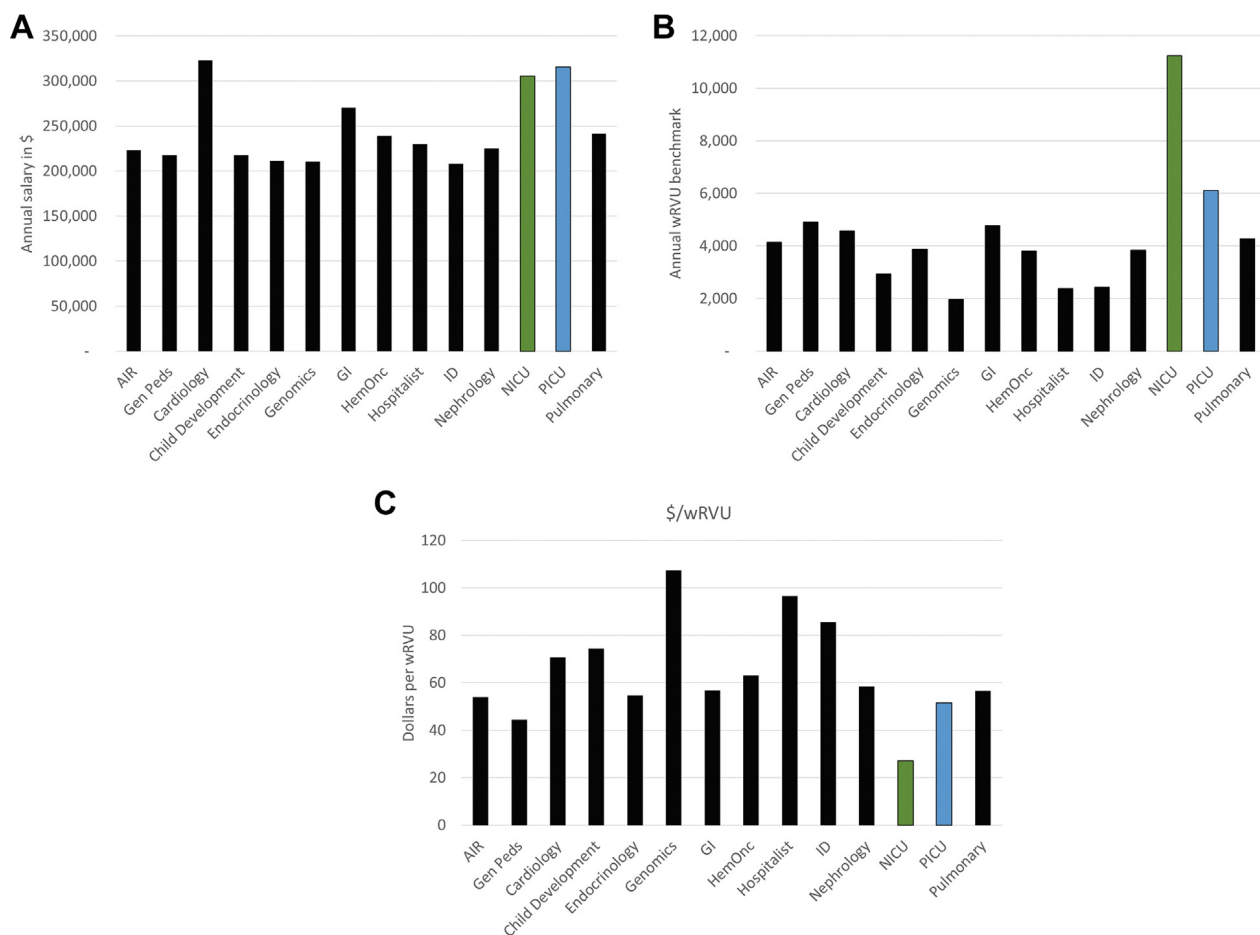 A
350,000
300,000
250,000
200,000
150,000
100,000
50,000
-
Annual salary in $
AIR
Gen Peds
Cardiology
Child Development
Endocrinology
Genomics
GI
HemOnc
Hospitalist
ID
Nephrology
NICU
PICU
Pulmonary
B
12,000
10,000
8,000
6,000
4,000
2,000
-
Annual wRVU benchmark
AIR
Gen Peds
Cardiology
Child Development
Endocrinology
Genomics
GI
HemOnc
Hospitalist
ID
Nephrology
NICU
PICU
Pulmonary
C
$/wRVU
120
100
80
60
40
20
0
Dollars per wRVU
AIR
Gen Peds
Cardiology
Child Development
Endocrinology
Genomics
GI
HemOnc
Hospitalist
ID
Nephrology
NICU
PICU
Pulmonary